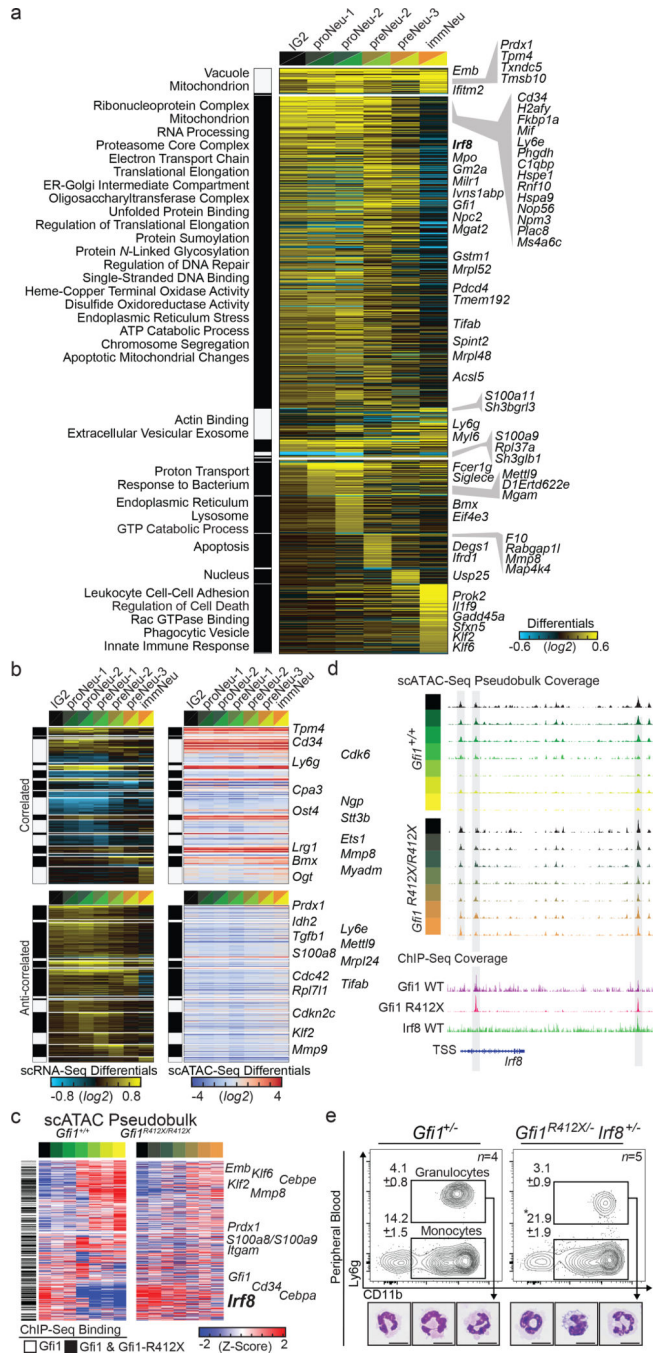 a
IG2
proNeu-1
proNeu-2
preNeu-2
preNeu-3
immNeu
Vacuole
Mitochondrion
Ribonucleoprotein Complex
Mitochondrion
RNA Processing
Proteasome Core Complex
Electron Transport Chain
Translational Elongation
ER-Golgi Intermediate Compartment
Oligosaccharyltransferase Complex
Unfolded Protein Binding
Regulation of Translational Elongation
Protein Sumoylation
Protein N-Linked Glycosylation
Regulation of DNA Repair
Single-Stranded DNA Binding
Heme-Copper Terminal Oxidase Activity
Disulfide Oxidoreductase Activity
Endoplasmic Reticulum Stress
ATP Catabolic Process
Chromosome Segregation
Apoptotic Mitochondrial Changes
Actin Binding
Extracellular Vesicular Exosome
Proton Transport
Response to Bacterium
Endoplasmic Reticulum
Lysosome
GTP Catabolic Process
Apoptosis
Nucleus
Leukocyte Cell-Cell Adhesion
Regulation of Cell Death
Rac GTPase Binding
Phagocytic Vesicle
Innate Immune Response
Emb
Ifitm2
Irf8
Mpo
Gm2a
Milr1
Ivns1abp
Gfi1
Npc2
Mgat2
Gstm1
Mrpl52
Pdcd4
Tmem192
Tifab
Spint2
Mrpl48
Acsl5
Ly6g
Myl6
Fcer1g
Siglece
Bmx
Eif4e3
Degs1
Ifrd1
Usp25
Prok2
Il1f9
Gadd45a
Sfxn5
Klf2
Klf6
Prdx1
Tpm4
Txndc5
Tmsb10
Cd34
H2afy
Fkbp1a
Mif
Ly6e
Phgdh
C1qbp
Hspe1
Rnf10
Hspa9
Nop56
Npm3
Plac8
Ms4a6c
S100a11
Sh3bgrl3
S100a9
Rpl37a
Sh3glb1
Mettl9
D1Ertd622e
Mgam
F10
Rabgap1l
Mmp8
Map4k4
Differentials
-0.6 (log2) 0.6
b
IG2
proNeu-1
proNeu-2
preNeu-1
preNeu-2
preNeu-3
immNeu
IG2
proNeu-1
proNeu-2
preNeu-1
preNeu-2
preNeu-3
immNeu
Correlated
Anti-correlated
Tpm4
Cd34
Ly6g
Cpa3
Ost4
Lrg1
Bmx
Ogt
Prdx1
Idh2
Tgfb1
S100a8
Cdc42
Rpl7l1
Cdkn2c
Klf2
Mmp9
Cdk6
Ngp
Stt3b
Ets1
Mmp8
Myadm
Ly6e
Mettl9
Mrpl24
Tifab
scRNA-Seq Differentials
-0.8 (log2) 0.8
scATAC-Seq Differentials
-4 (log2) 4
c
scATAC Pseudobulk
Gfi1+/+
Gfi1R412X/R412X
Emb
Klf6
Klf2
Cebpe
Mmp8
Prdx1
S100a8/S100a9
Itgam
Gfi1
Cd34
Cebpa
Irf8
ChIP-Seq Binding
Gfi1
Gfi1 & Gfi1-R412X
-2 (Z-Score) 2
d
scATAC-Seq Pseudobulk Coverage
Gfi1+/+
Gfi1 R412X/R412X
ChIP-Seq Coverage
Gfi1 WT
Gfi1 R412X
Irf8 WT
TSS
Irf8
e
Gfi1+/-
Gfi1R412X/- Irf8+/-
n=4
n=5
Peripheral Blood
Ly6g
4.1
±0.8
Granulocytes
14.2
±1.5
Monocytes
3.1
±0.9
*
21.9
±1.9
CD11b